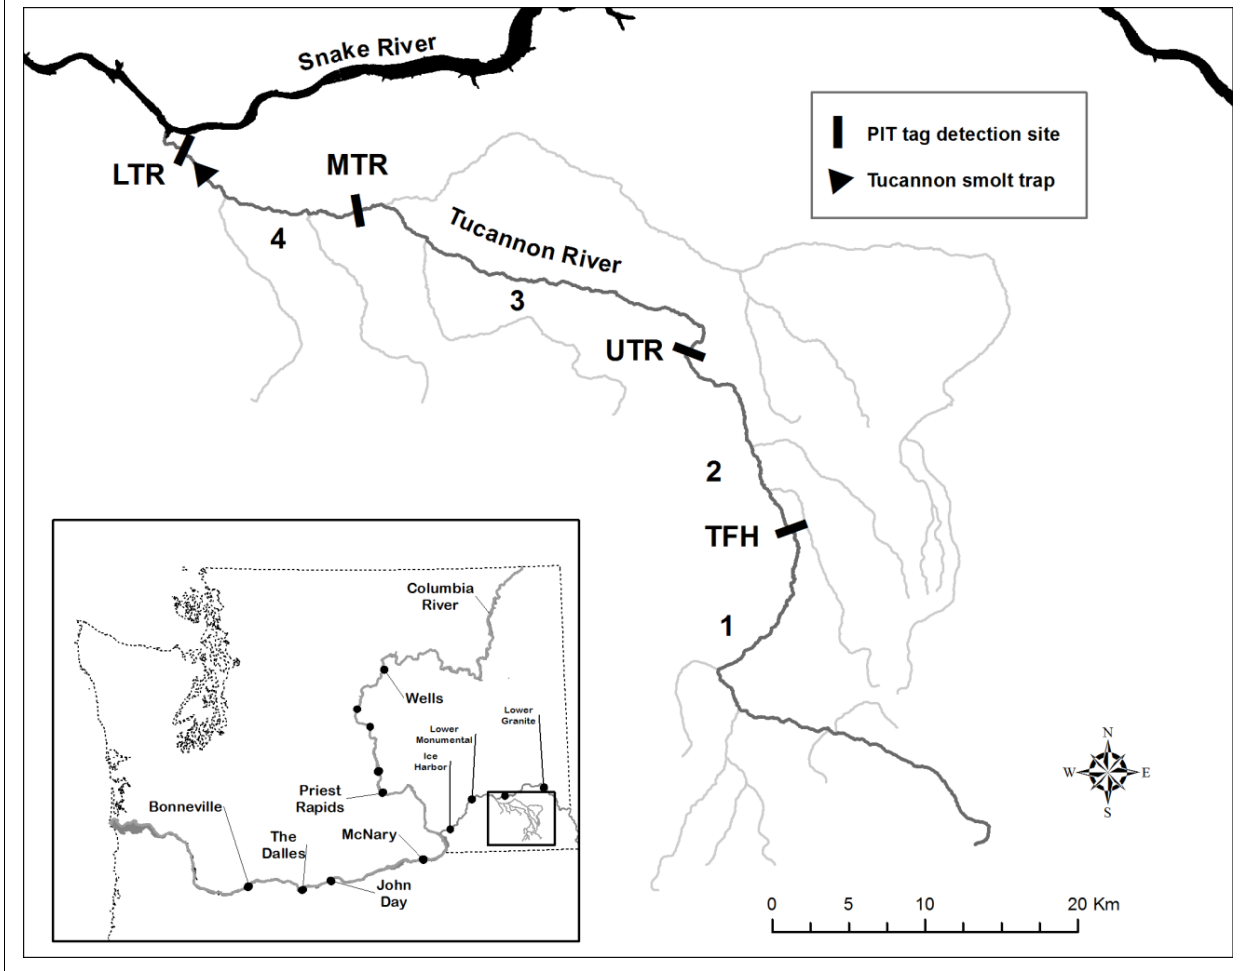 Snake River
PIT tag detection site
Tucannon smolt trap
LTR
MTR
Tucannon River
4
3
UTR
2
TFH
1
Columbia
River
Wells
Lower
Granite
Lower
Monumental
Ice
Harbor
Priest
Rapids
Bonneville
The
Dalles
McNary
John
Day
N
W
E
S
0 5 10 20 Km